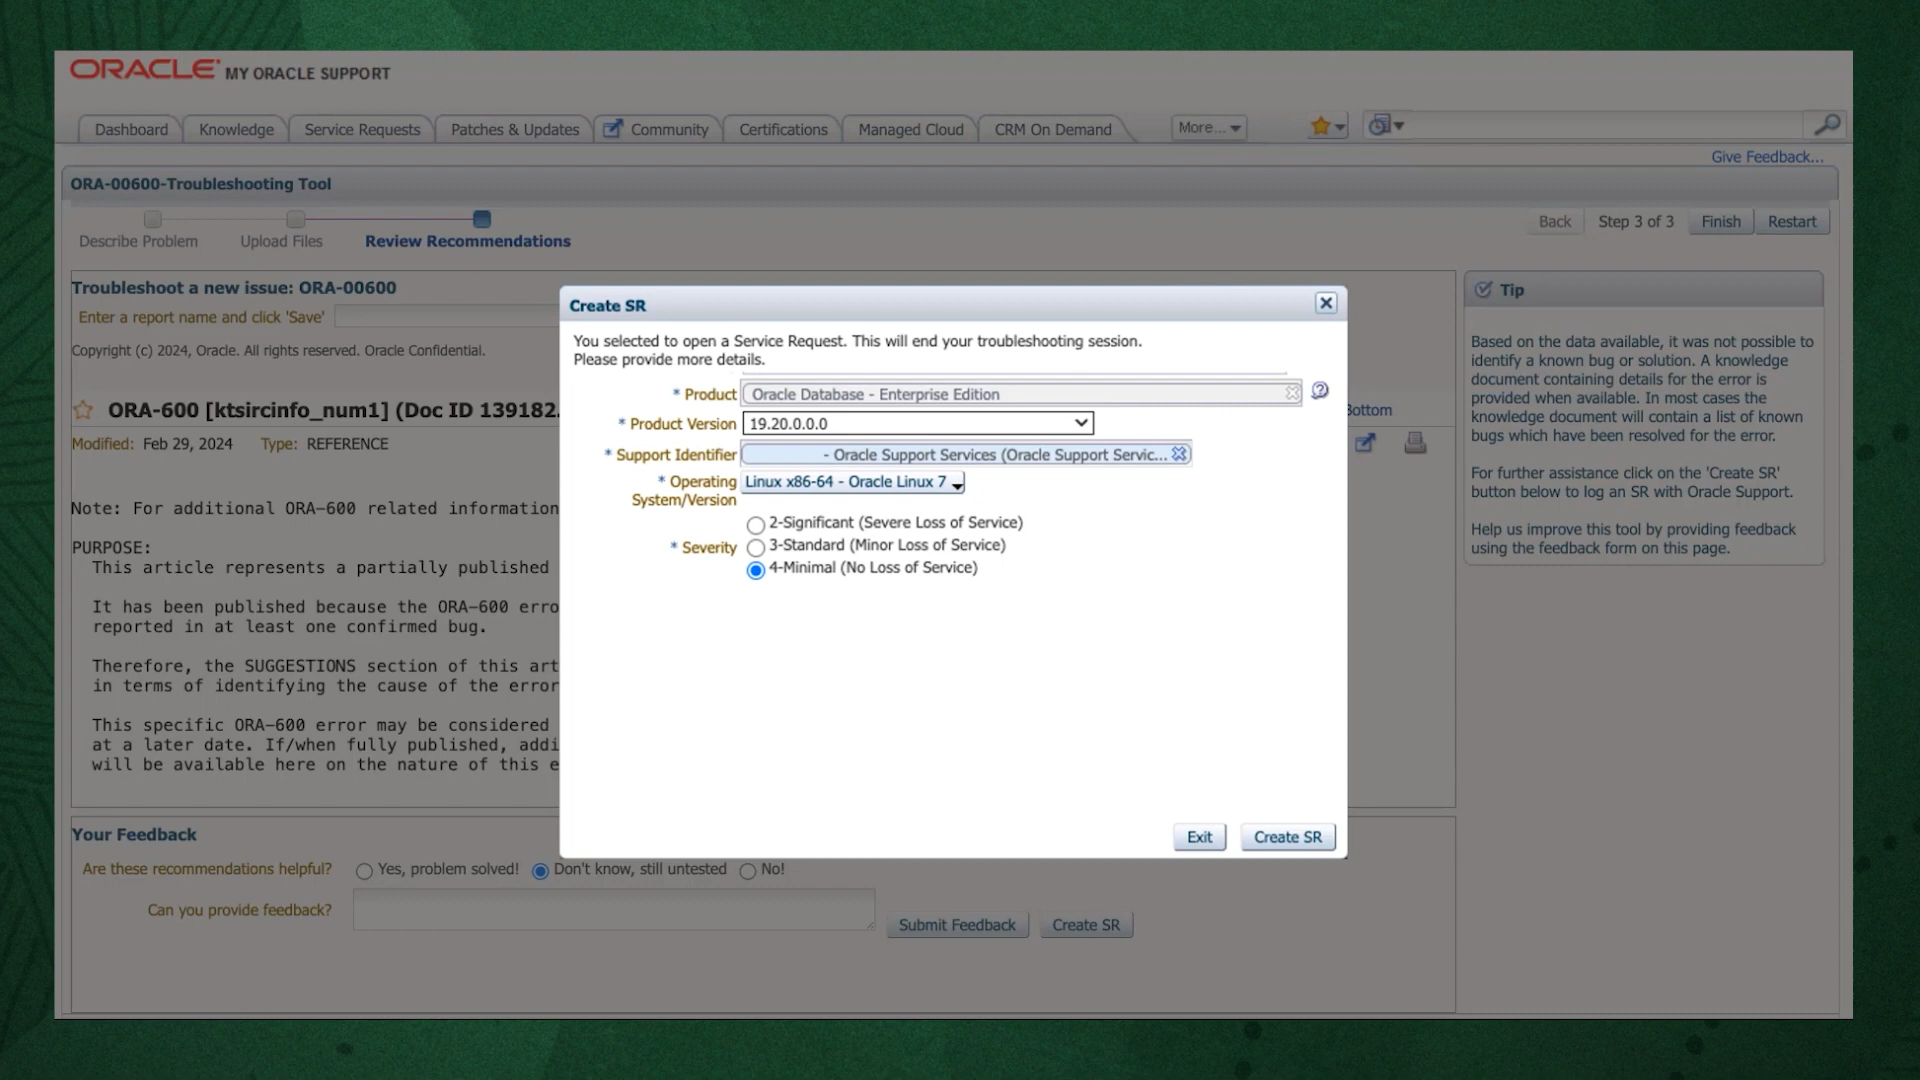 ORACLE MY ORACLE SUPPORT
Dashboard Knowledge Service Requests Patches & Updates Community Certifications Managed Cloud CRM On Demand More...
Give Feedback...
ORA-00600-Troubleshooting Tool
Describe Problem Upload Files Review Recommendations
Back Step 3 of 3 Finish Restart
Troubleshoot a new issue: ORA-00600
Enter a report name and click 'Save'
Copyright (c) 2024, Oracle. All rights reserved. Oracle Confidential.
ORA-600 [ktsircinfo_num1] (Doc ID 139182.
Bottom
Modified: Feb 29, 2024 Type: REFERENCE
Note: For additional ORA-600 related information
PURPOSE:
This article represents a partially published
It has been published because the ORA-600 erro
reported in at least one confirmed bug.
Therefore, the SUGGESTIONS section of this art
in terms of identifying the cause of the error
This specific ORA-600 error may be considered
at a later date. If/when fully published, addi
will be available here on the nature of this e
Create SR
You selected to open a Service Request. This will end your troubleshooting session.
Please provide more details.
* Product Oracle Database - Enterprise Edition
* Product Version 19.20.0.0.0
* Support Identifier - Oracle Support Services (Oracle Support Servic...
* Operating System/Version Linux x86-64 - Oracle Linux 7
* Severity
2-Significant (Severe Loss of Service)
3-Standard (Minor Loss of Service)
4-Minimal (No Loss of Service)
Exit Create SR
Tip
Based on the data available, it was not possible to
identify a known bug or solution. A knowledge
document containing details for the error is
provided when available. In most cases the
knowledge document will contain a list of known
bugs which have been resolved for the error.
For further assistance click on the 'Create SR'
button below to log an SR with Oracle Support.
Help us improve this tool by providing feedback
using the feedback form on this page.
Your Feedback
Are these recommendations helpful? Yes, problem solved! Don't know, still untested No!
Can you provide feedback?
Submit Feedback Create SR